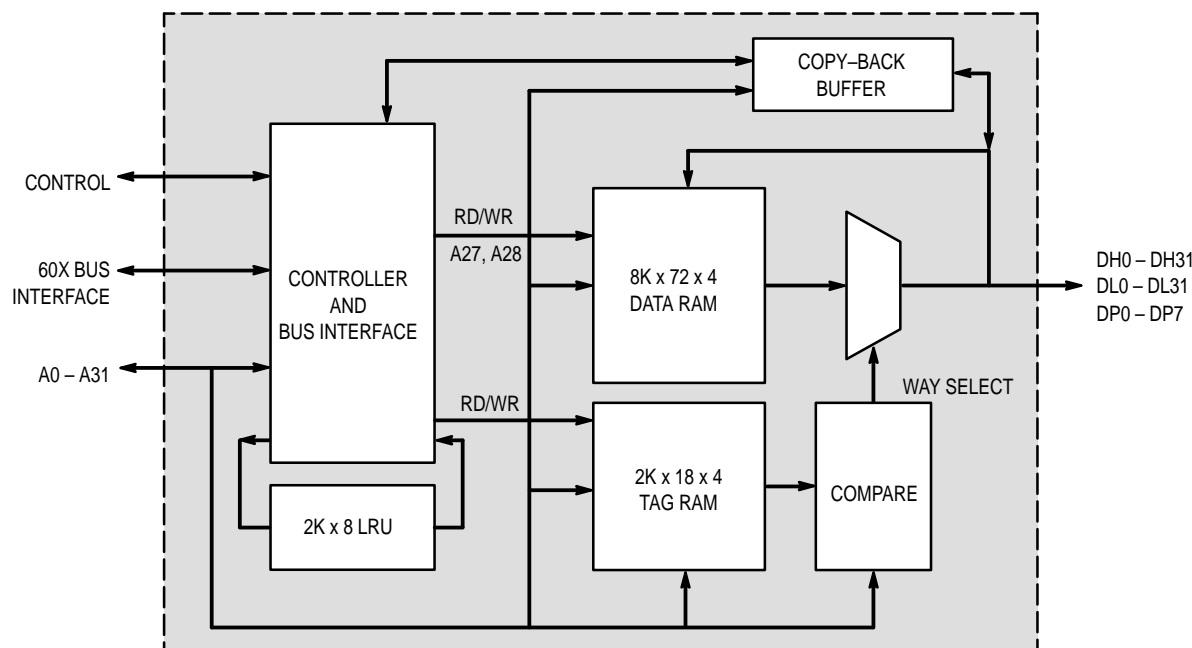 COPY–BACK
BUFFER
CONTROL
60X BUS
INTERFACE
A0 – A31
CONTROLLER
AND
BUS INTERFACE
2K x 8 LRU
RD/WR
A27, A28
8K x 72 x 4
DATA RAM
RD/WR
2K x 18 x 4
TAG RAM
WAY SELECT
COMPARE
DH0 – DH31
DL0 – DL31
DP0 – DP7